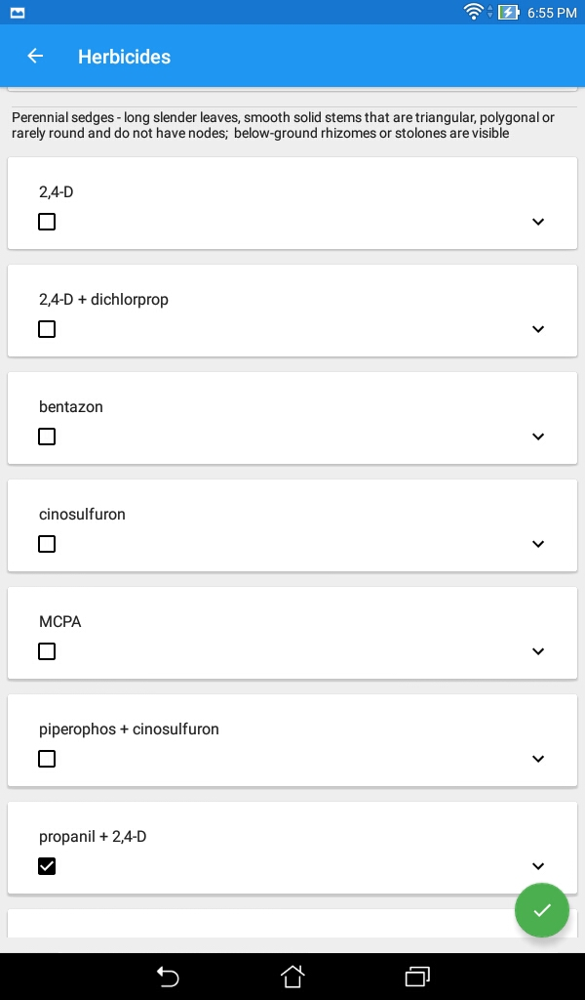 6:55 PM
Herbicides
Perennial sedges - long slender leaves, smooth solid stems that are triangular, polygonal or
rarely round and do not have nodes;  below-ground rhizomes or stolones are visible
2,4-D
2,4-D + dichlorprop
bentazon
cinosulfuron
MCPA
piperophos + cinosulfuron
propanil + 2,4-D